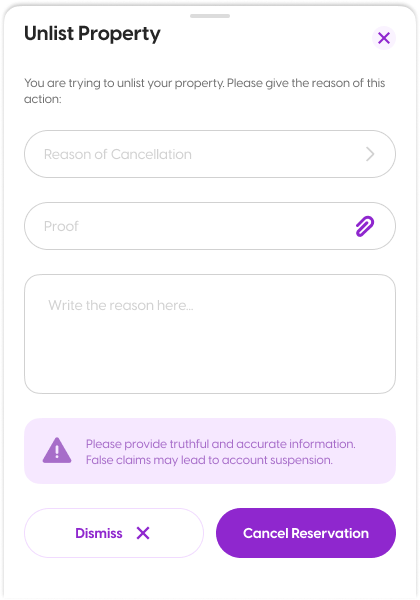 Unlist Property
You are trying to unlist your property. Please give the reason of this
action:
Reason of Cancellation
Proof
Write the reason here...
Please provide truthful and accurate information.
False claims may lead to account suspension.
Dismiss
Cancel Reservation